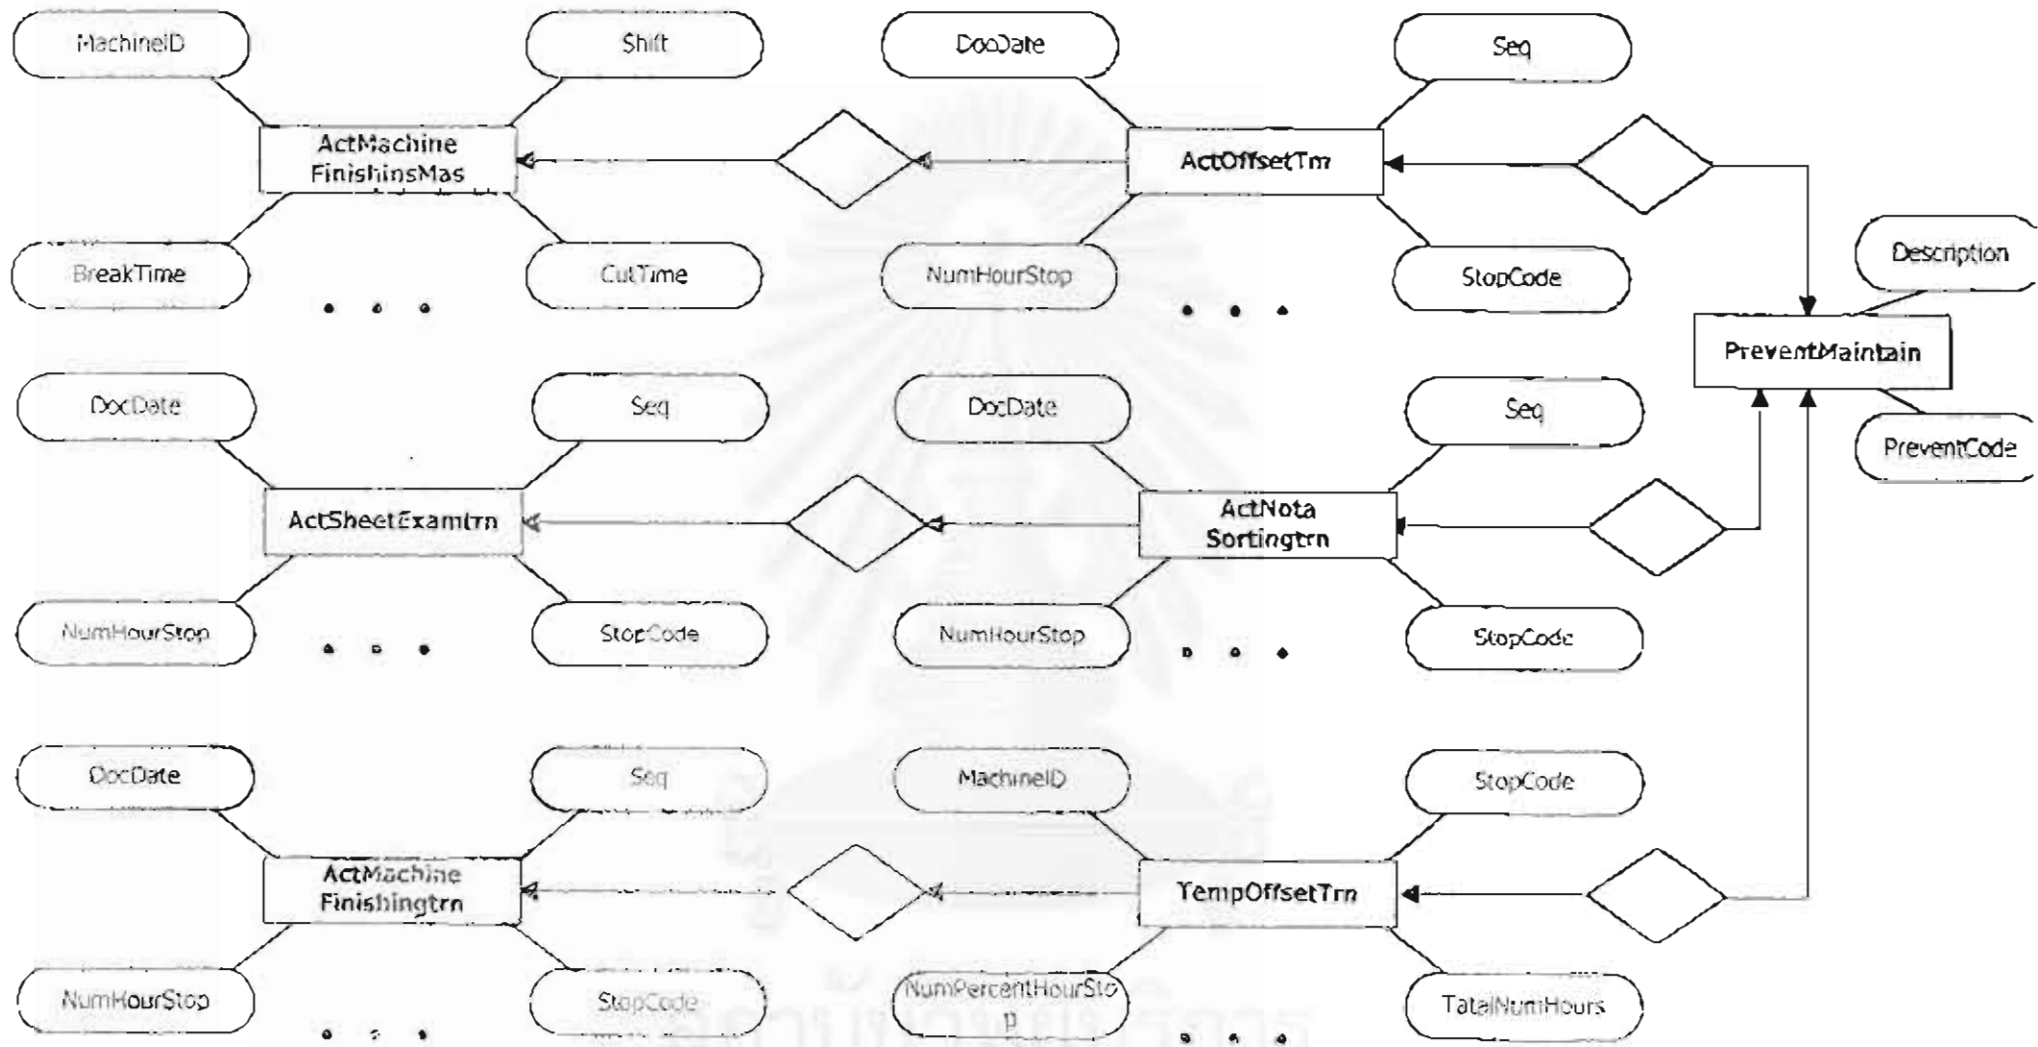 MachineID
Shift
DocDate
Seq
ActMachine
FinishinsMas
ActOffsetTrn
BreakTime
CutTime
NumHourStop
StopCode
Description
PreventMaintain
PreventCode
DocDate
Seq
DocDate
Seq
ActSheetExamtrn
ActNota
Sortingtrn
NumHourStop
StopCode
NumHourStop
StopCode
DocDate
Seq
MachineID
StopCode
ActMachine
Finishingtrn
TempOffsetTrn
NumHourStop
StopCode
NumPercentHourSto
p
TatalNumHours